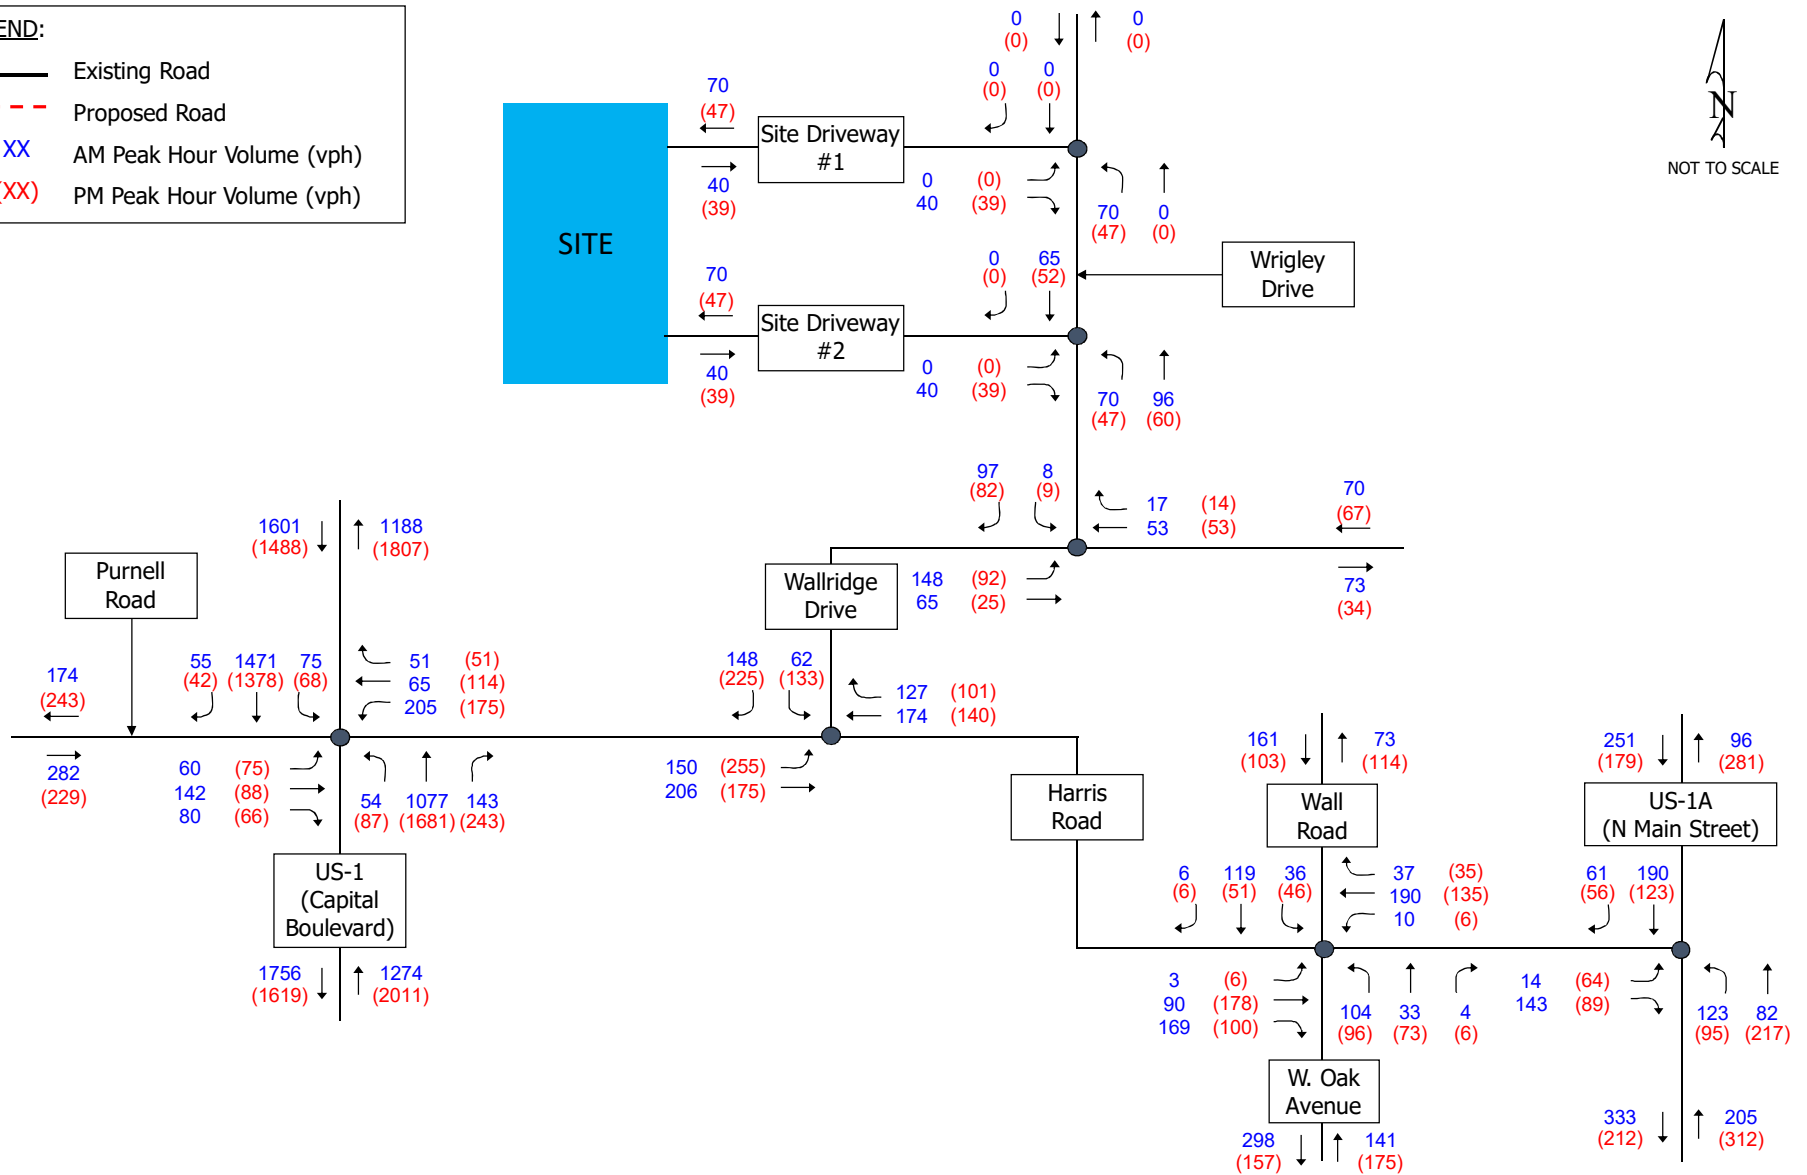 END:
Existing Road
Proposed Road
XX AM Peak Hour Volume (vph)
(XX) PM Peak Hour Volume (vph)
N
NOT TO SCALE
0 0
(0) (0)
0 0
(0) (0)
70
(47)
SITE
Site Driveway
#1
40
(39)
0 (0)
40 (39)
70 0
(47) (0)
Wrigley
Drive
0 65
(0) (52)
70
(47)
Site Driveway
#2
40
(39)
0 (0)
40 (39)
70 96
(47) (60)
97 8
(82) (9)
17 (14)
53 (53)
70
(67)
73
(34)
Wallridge
Drive
148 (92)
65 (25)
1601 1188
(1488) (1807)
Purnell
Road
174
(243)
282
(229)
55 1471 75
(42) (1378) (68)
51 (51)
65 (114)
205 (175)
60 (75)
142 (88)
80 (66)
54 1077 143
(87) (1681) (243)
US-1
(Capital
Boulevard)
1756 1274
(1619) (2011)
148 62
(225) (133)
127 (101)
174 (140)
150 (255)
206 (175)
Harris
Road
161 73
(103) (114)
Wall
Road
6 119 36
(6) (51) (46)
37 (35)
190 (135)
10 (6)
3 (6)
90 (178)
169 (100)
104 33 4
(96) (73) (6)
W. Oak
Avenue
298 141
(157) (175)
251 96
(179) (281)
US-1A
(N Main Street)
61 190
(56) (123)
14 (64)
143 (89)
123 82
(95) (217)
333 205
(212) (312)